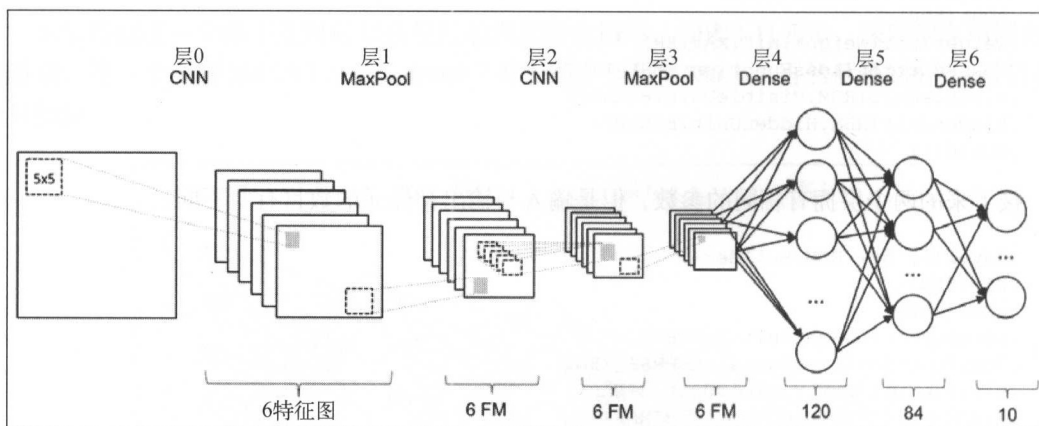 层0 层1 层2 层3 层4 层5 层6
CNN MaxPool CNN MaxPool Dense Dense Dense
5x5
... ... ...
6特征图 6 FM 6 FM 6 FM 120 84 10